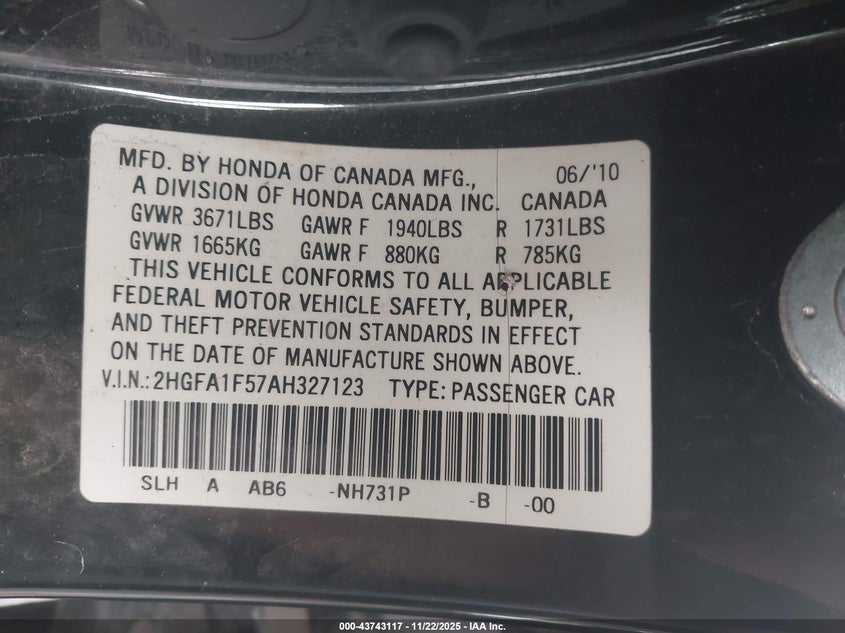 MFD. BY HONDA OF CANADA MFG., 06/'10
A DIVISION OF HONDA CANADA INC. CANADA
GVWR 3671LBS GAWR F 1940LBS R 1731LBS
GVWR 1665KG GAWR F 880KG R 785KG
THIS VEHICLE CONFORMS TO ALL APPLICABLE
FEDERAL MOTOR VEHICLE SAFETY, BUMPER,
AND THEFT PREVENTION STANDARDS IN EFFECT
ON THE DATE OF MANUFACTURE SHOWN ABOVE.
V.I.N.: 2HGFA1F57AH327123 TYPE: PASSENGER CAR
SLH A AB6 -NH731P -B -00
000-43743117 - 11/22/2025 - IAA Inc.